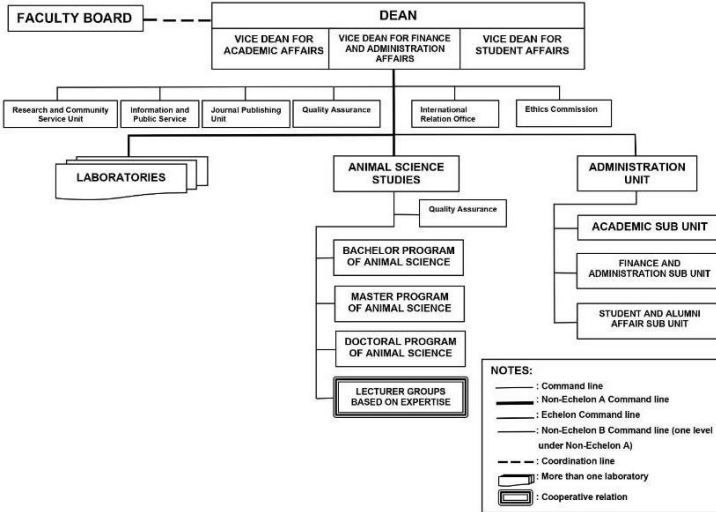 FACULTY BOARD
DEAN
VICE DEAN FOR
ACADEMIC AFFAIRS
VICE DEAN FOR FINANCE
AND ADMINISTRATION
AFFAIRS
VICE DEAN FOR
STUDENT AFFAIRS
Research and Community
Service Unit
Information and
Public Service
Journal Publishing
Unit
Quality Assurance
International
Relation Office
Ethics Commission
LABORATORIES
ANIMAL SCIENCE
STUDIES
ADMINISTRATION
UNIT
Quality Assurance
BACHELOR PROGRAM
OF ANIMAL SCIENCE
MASTER PROGRAM
OF ANIMAL SCIENCE
DOCTORAL PROGRAM
OF ANIMAL SCIENCE
LECTURER GROUPS
BASED ON EXPERTISE
ACADEMIC SUB UNIT
FINANCE AND
ADMINISTRATION SUB UNIT
STUDENT AND ALUMNI
AFFAIR SUB UNIT
NOTES:
: Command line
: Non-Echelon A Command line
: Echelon Command line
: Non-Echelon B Command line (one level
under Non-Echelon A)
: Coordination line
: More than one laboratory
: Cooperative relation